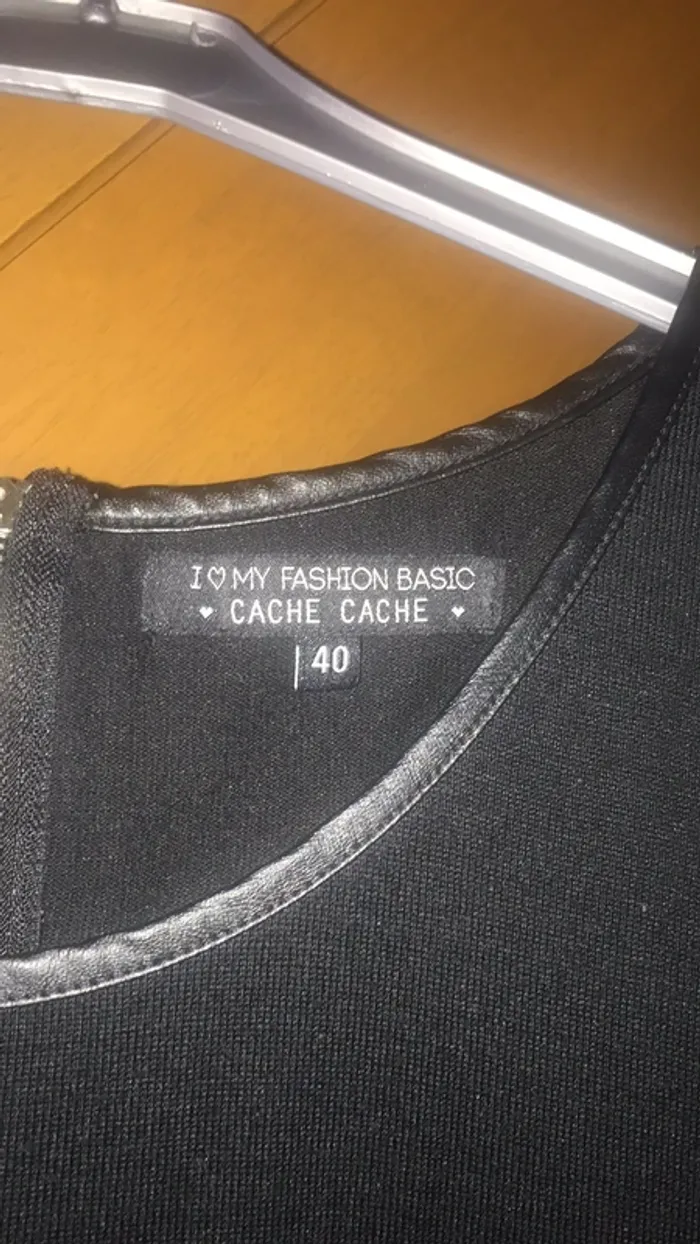 I ♡ MY FASHION BASIC
♥ CACHE CACHE ♥
40